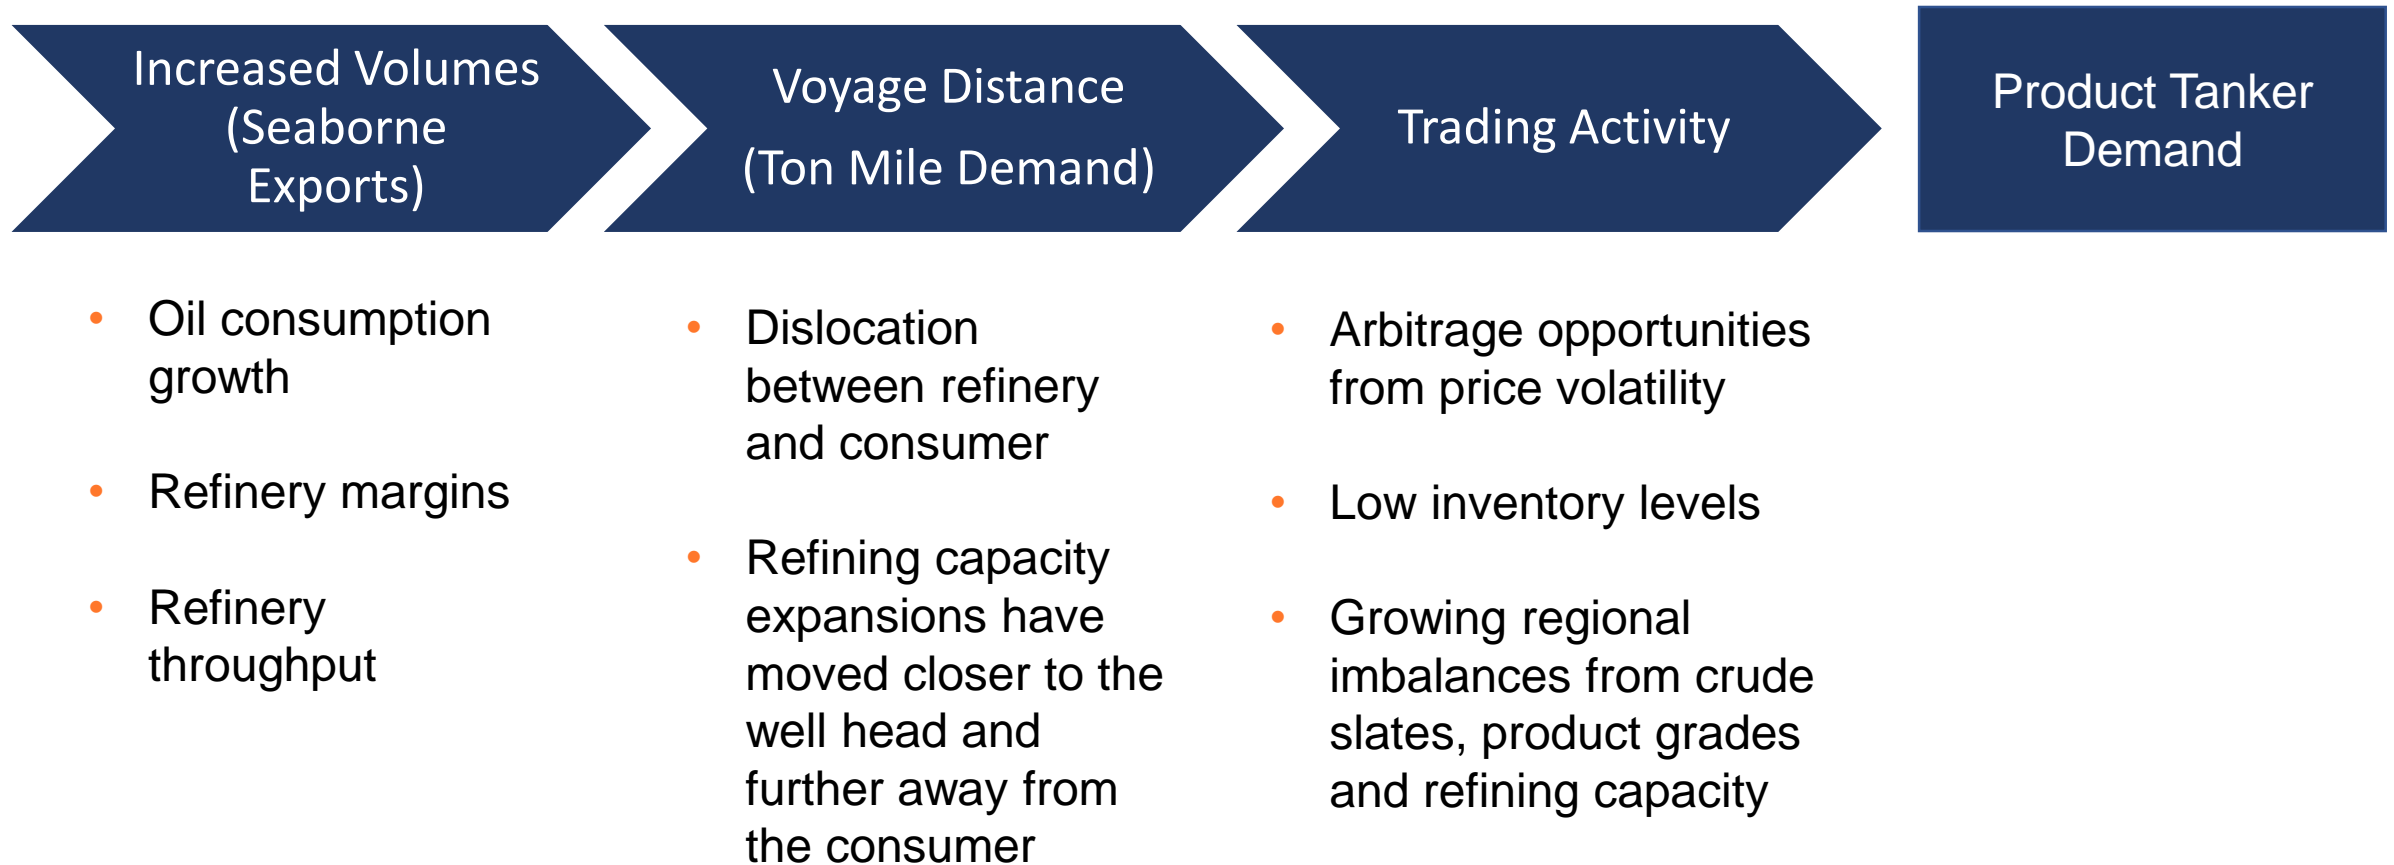 Increased Volumes
(Seaborne
Exports)
Voyage Distance
(Ton Mile Demand)
Trading Activity
Product Tanker
Demand
• Oil consumption
growth
• Refinery margins
• Refinery
throughput
• Dislocation
between refinery
and consumer
• Refining capacity
expansions have
moved closer to the
well head and
further away from
the consumer
• Arbitrage opportunities
from price volatility
• Low inventory levels
• Growing regional
imbalances from crude
slates, product grades
and refining capacity